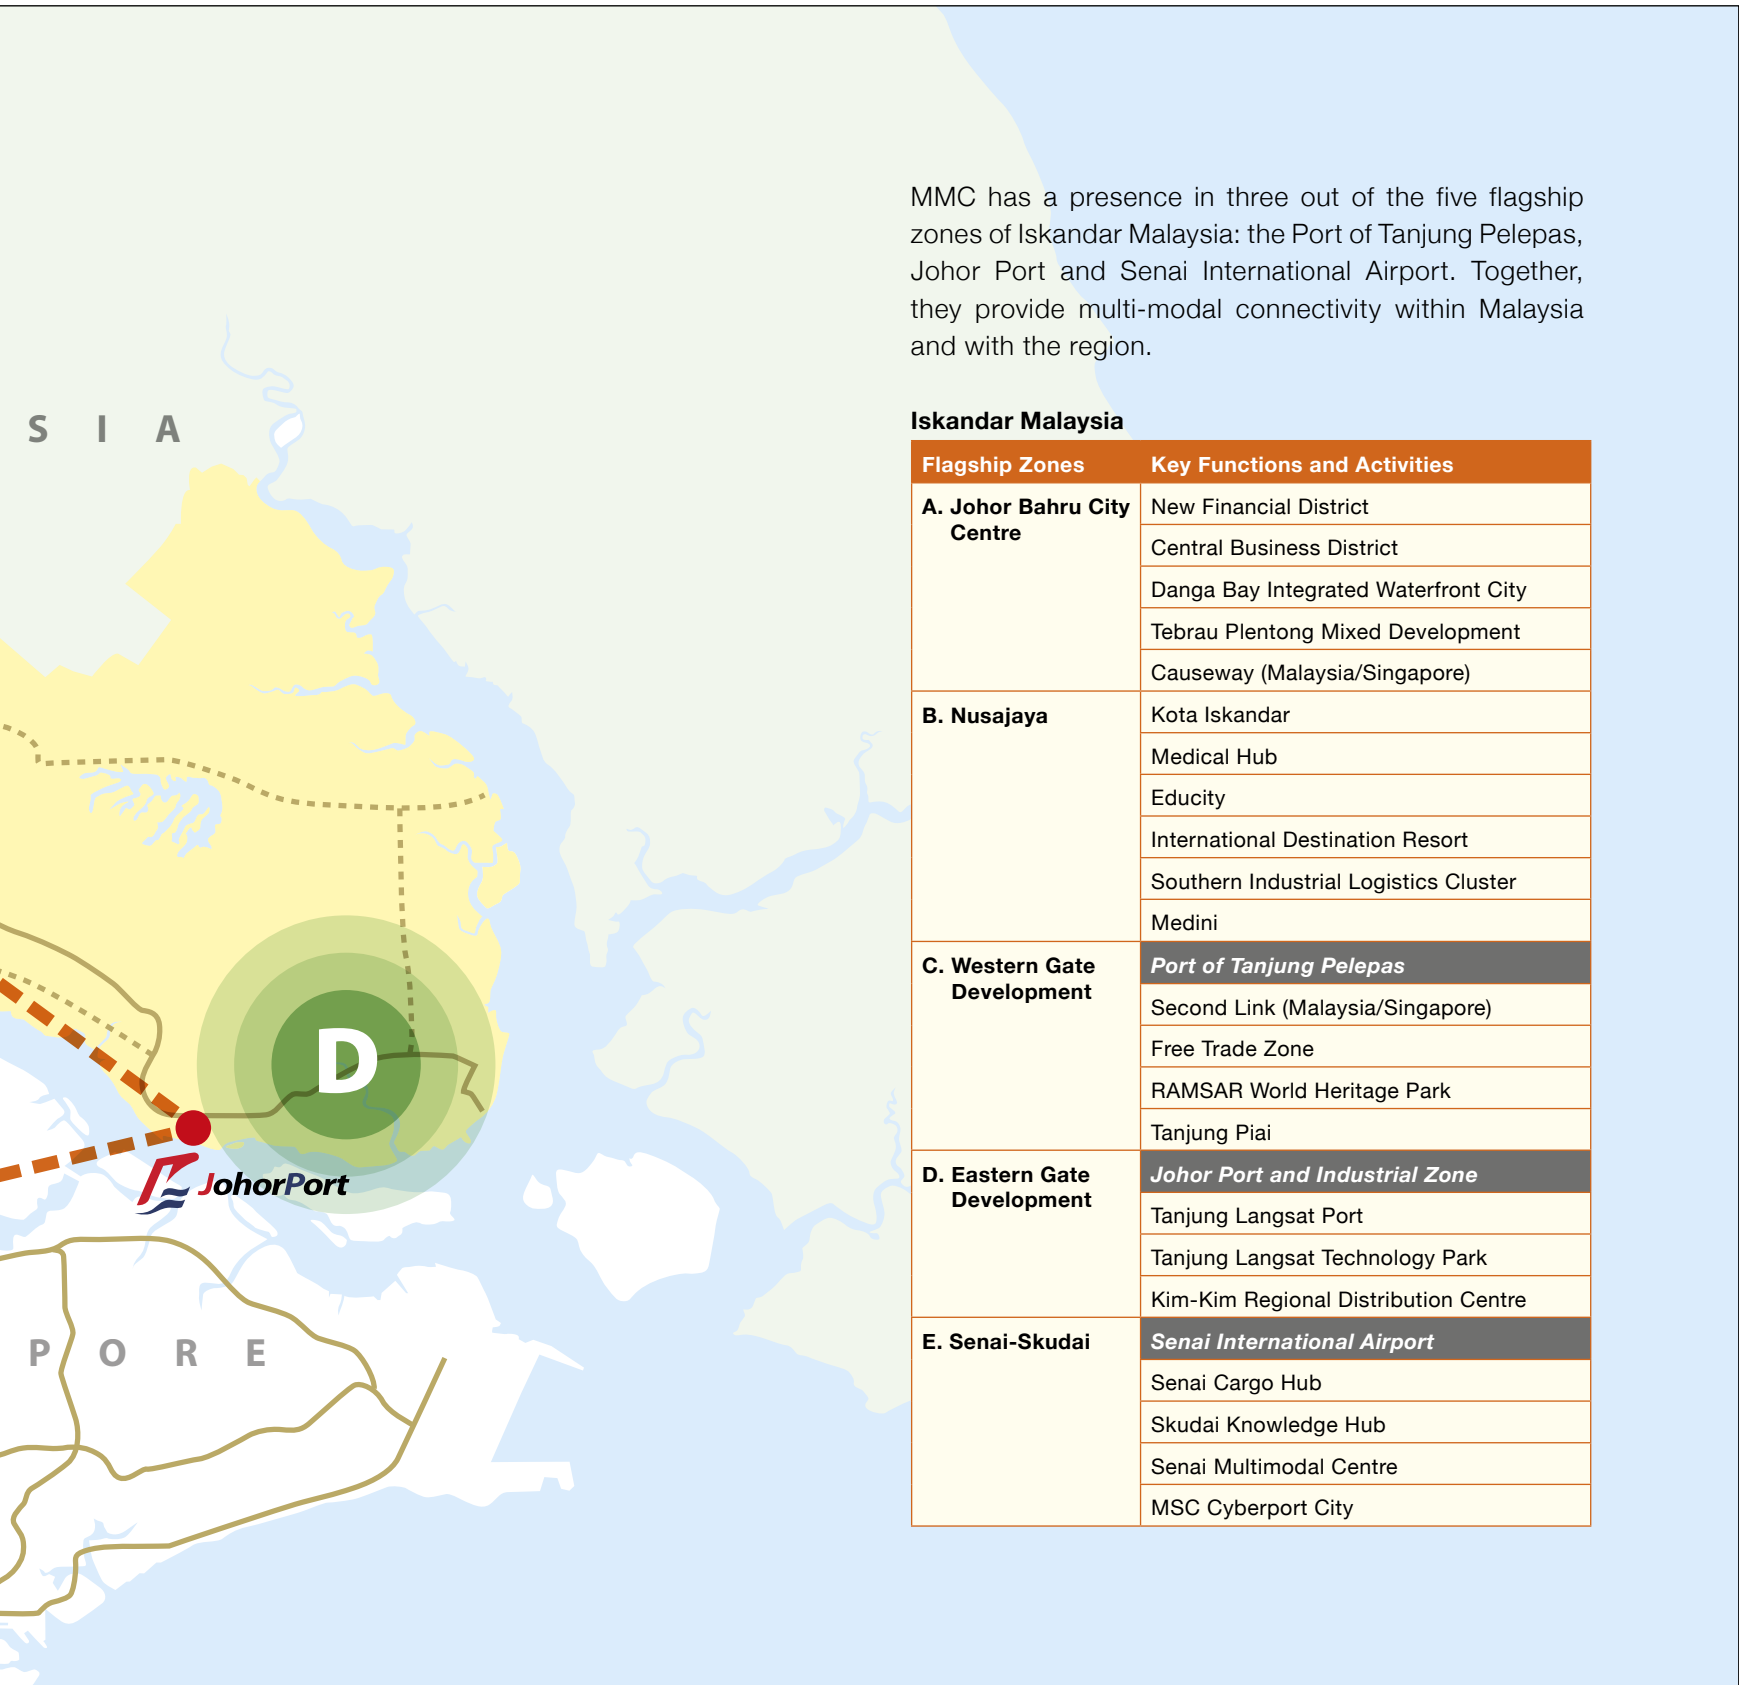 MMC has a presence in three out of the five flagship
zones of Iskandar Malaysia: the Port of Tanjung Pelepas,
Johor Port and Senai International Airport. Together,
they provide multi-modal connectivity within Malaysia
and with the region.
S I A
Iskandar Malaysia
Flagship Zones Key Functions and Activities
A. Johor Bahru City Centre
New Financial District
Central Business District
Danga Bay Integrated Waterfront City
Tebrau Plentong Mixed Development
Causeway (Malaysia/Singapore)
B. Nusajaya
Kota Iskandar
Medical Hub
Educity
International Destination Resort
Southern Industrial Logistics Cluster
Medini
C. Western Gate Development
Port of Tanjung Pelepas
Second Link (Malaysia/Singapore)
Free Trade Zone
RAMSAR World Heritage Park
Tanjung Piai
D. Eastern Gate Development
Johor Port and Industrial Zone
Tanjung Langsat Port
Tanjung Langsat Technology Park
Kim-Kim Regional Distribution Centre
E. Senai-Skudai
Senai International Airport
Senai Cargo Hub
Skudai Knowledge Hub
Senai Multimodal Centre
MSC Cyberport City
D
JohorPort
P O R E